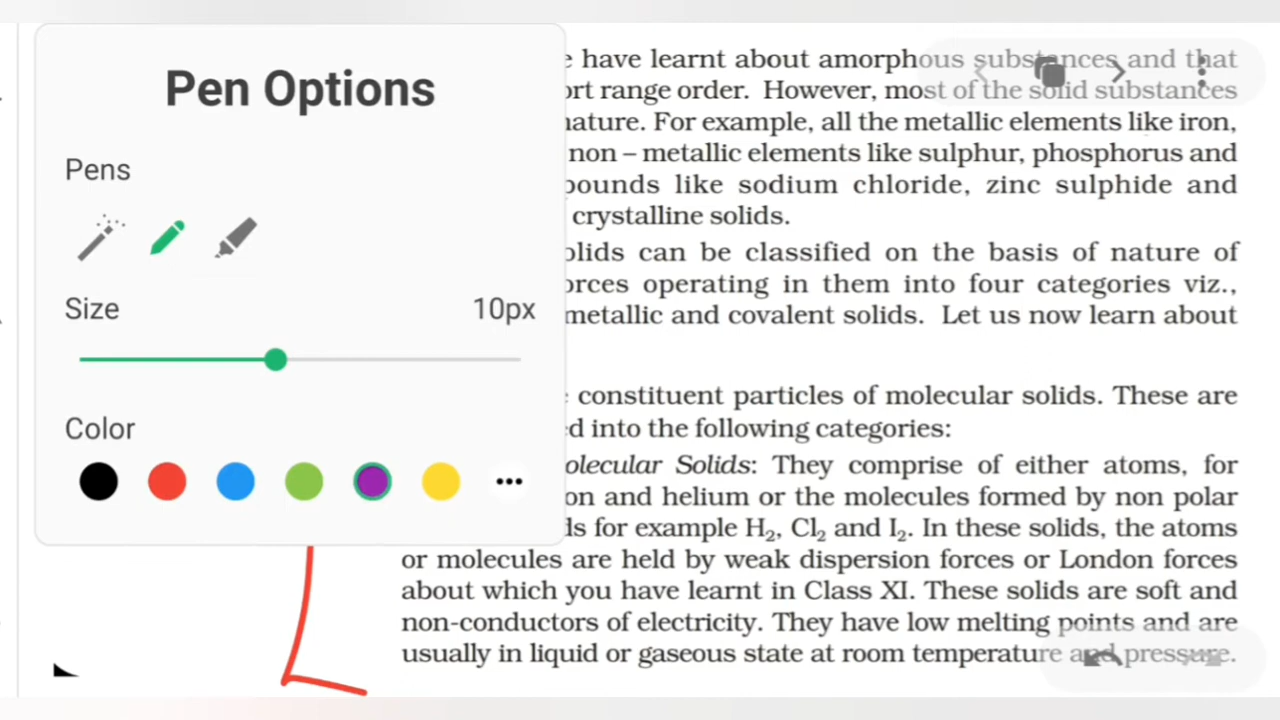 Pen Options
Pens
Size 10px
Color
have learnt about amorphous substances and that
ort range order. However, most of the solid substances
nature. For example, all the metallic elements like iron,
non – metallic elements like sulphur, phosphorus and
pounds like sodium chloride, zinc sulphide and
crystalline solids.
olids can be classified on the basis of nature of
orces operating in them into four categories viz.,
metallic and covalent solids. Let us now learn about
constituent particles of molecular solids. These are
d into the following categories:
olecular Solids: They comprise of either atoms, for
on and helium or the molecules formed by non polar
ds for example H₂, Cl₂ and I₂. In these solids, the atoms
or molecules are held by weak dispersion forces or London forces
about which you have learnt in Class XI. These solids are soft and
non-conductors of electricity. They have low melting points and are
usually in liquid or gaseous state at room temperature and pressure.